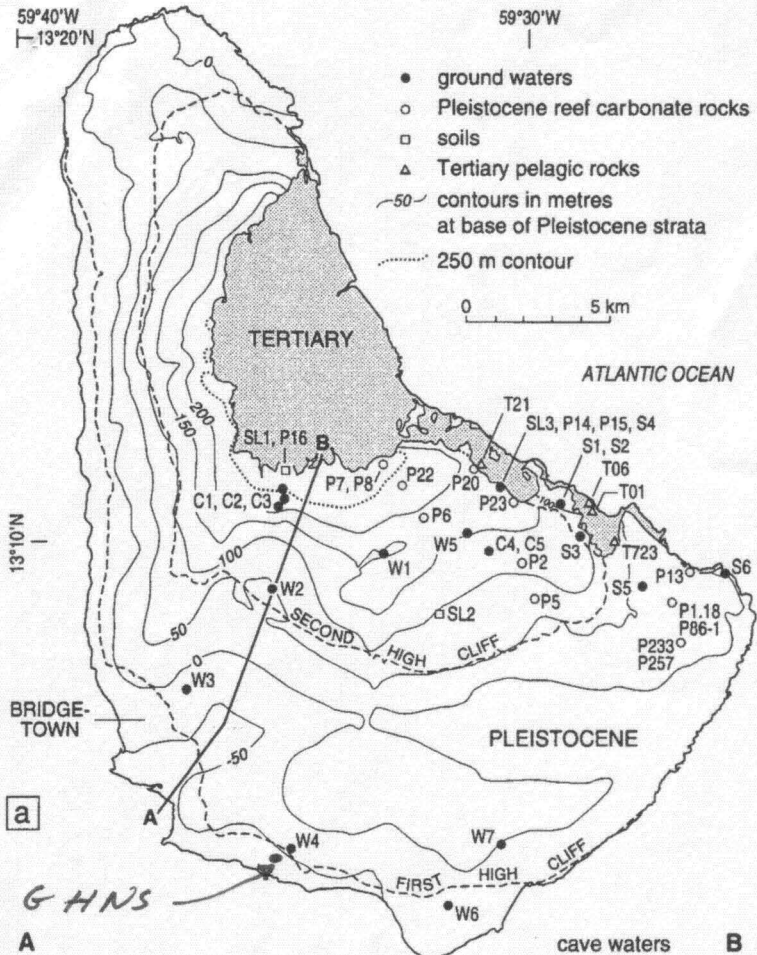 59°40'W
13°20'N
59°30'W
ground waters
Pleistocene reef carbonate rocks
soils
Tertiary pelagic rocks
-50- contours in metres
at base of Pleistocene strata
250 m contour
0 5 km
0
TERTIARY
ATLANTIC OCEAN
200
150
SL1, P16
B
T21
SL3, P14, P15, S4
S1, S2
T06
T01
P7, P8
P22
P20
P23
100
C1, C2, C3
P6
13°10'N
100
W5
C4, C5
P2
S3
T723
W1
W2
P13
S6
S5
50
SECOND
HIGH
CLIFF
SL2
P5
P1.18
P86-1
P233
P257
0
W3
BRIDGE-
TOWN
-50
PLEISTOCENE
a
A
W4
W7
FIRST
HIGH
CLIFF
G HNS
W6
A
cave waters
B